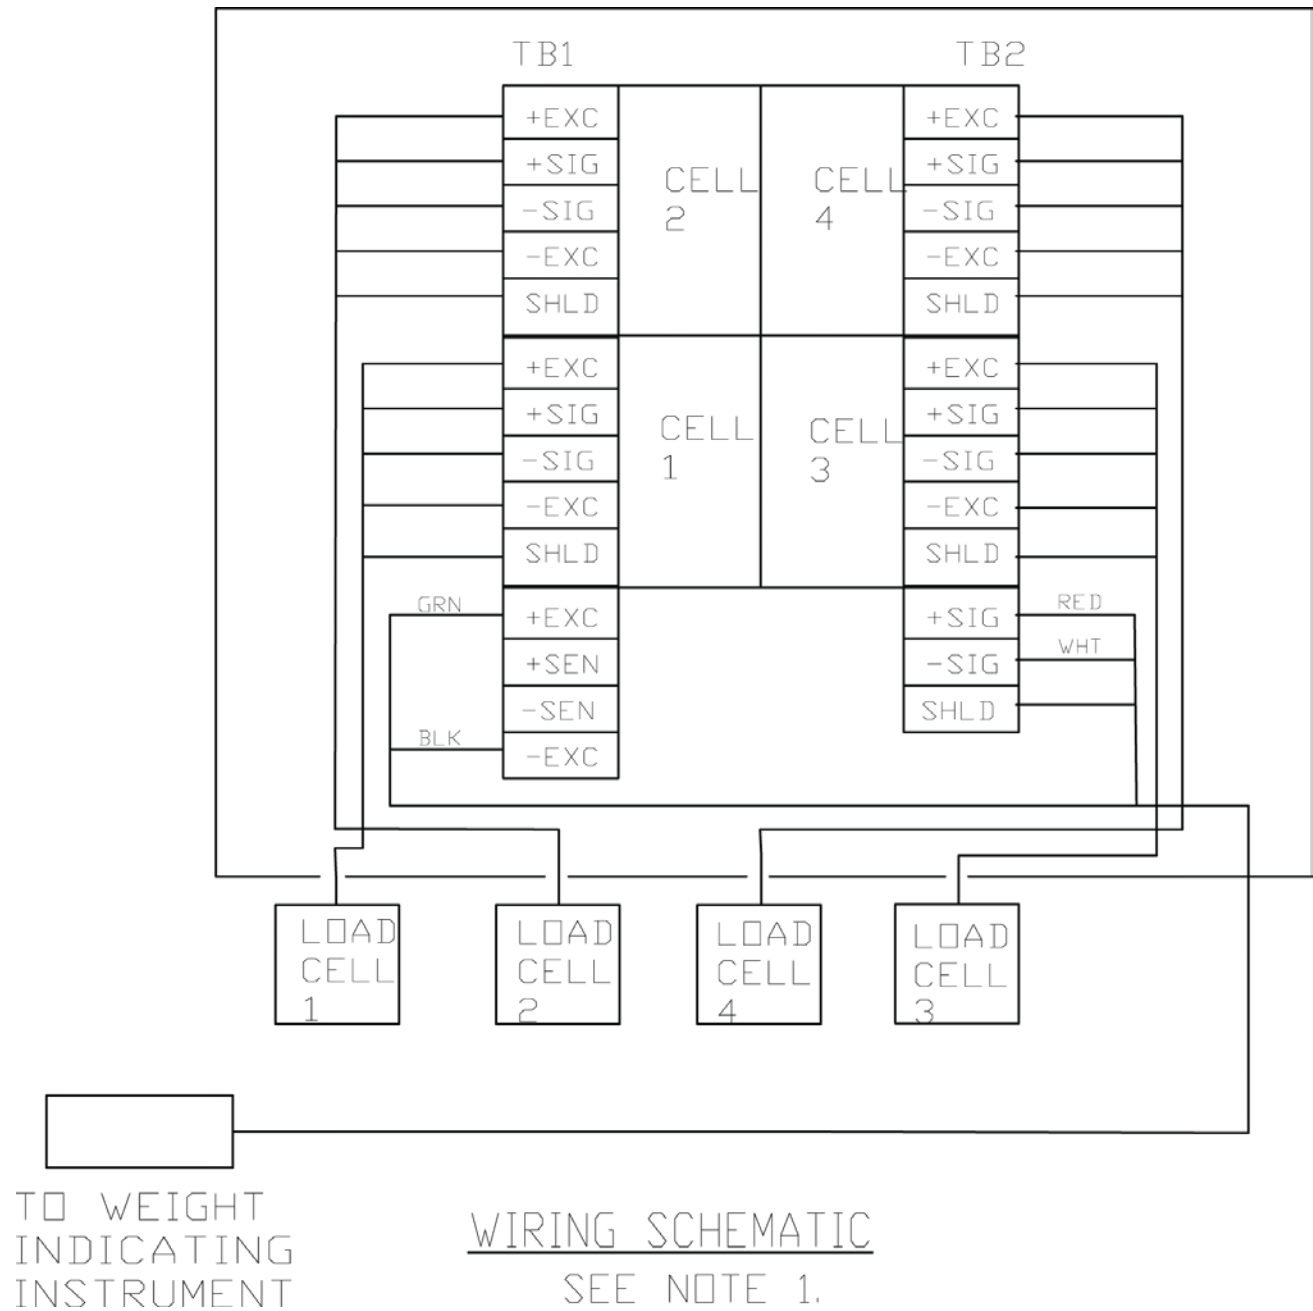 TB1
TB2
+EXC
+SIG
-SIG
-EXC
SHLD
CELL
2
CELL
4
+EXC
+SIG
-SIG
-EXC
SHLD
+EXC
+SIG
-SIG
-EXC
SHLD
CELL
1
CELL
3
+EXC
+SIG
-SIG
-EXC
SHLD
GRN
+EXC
+SEN
-SEN
BLK
-EXC
+SIG
RED
-SIG
WHT
SHLD
LOAD
CELL
1
LOAD
CELL
2
LOAD
CELL
4
LOAD
CELL
3
TO WEIGHT
INDICATING
INSTRUMENT
WIRING SCHEMATIC
SEE NOTE 1.